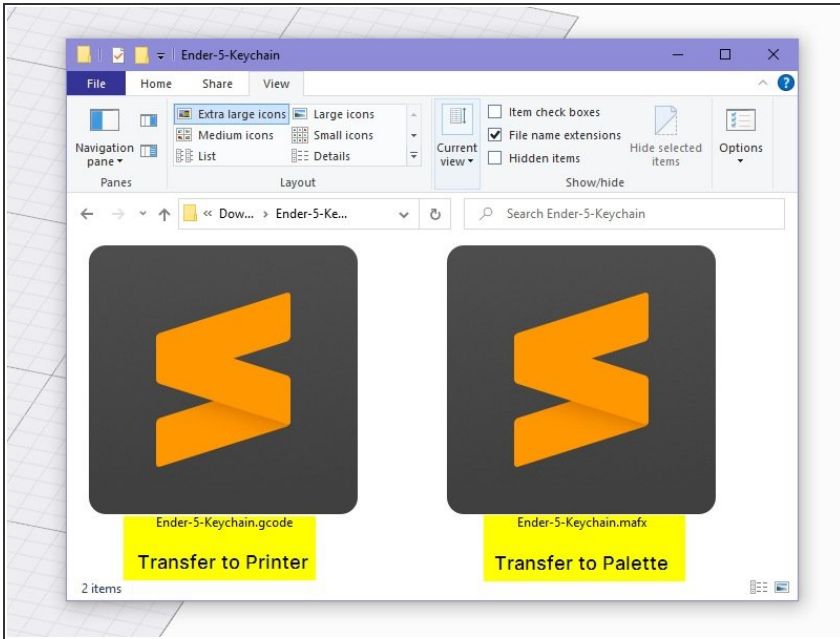 Ender-5-Keychain
File Home Share View
Navigation pane
Panes
Extra large icons Large icons
Medium icons Small icons
List Details
Layout
Current view
Item check boxes
File name extensions
Hidden items
Hide selected items
Show/hide
Options
« Dow... > Ender-5-Ke...
Search Ender-5-Keychain
Ender-5-Keychain.gcode
Transfer to Printer
Ender-5-Keychain.mafx
Transfer to Palette
2 items